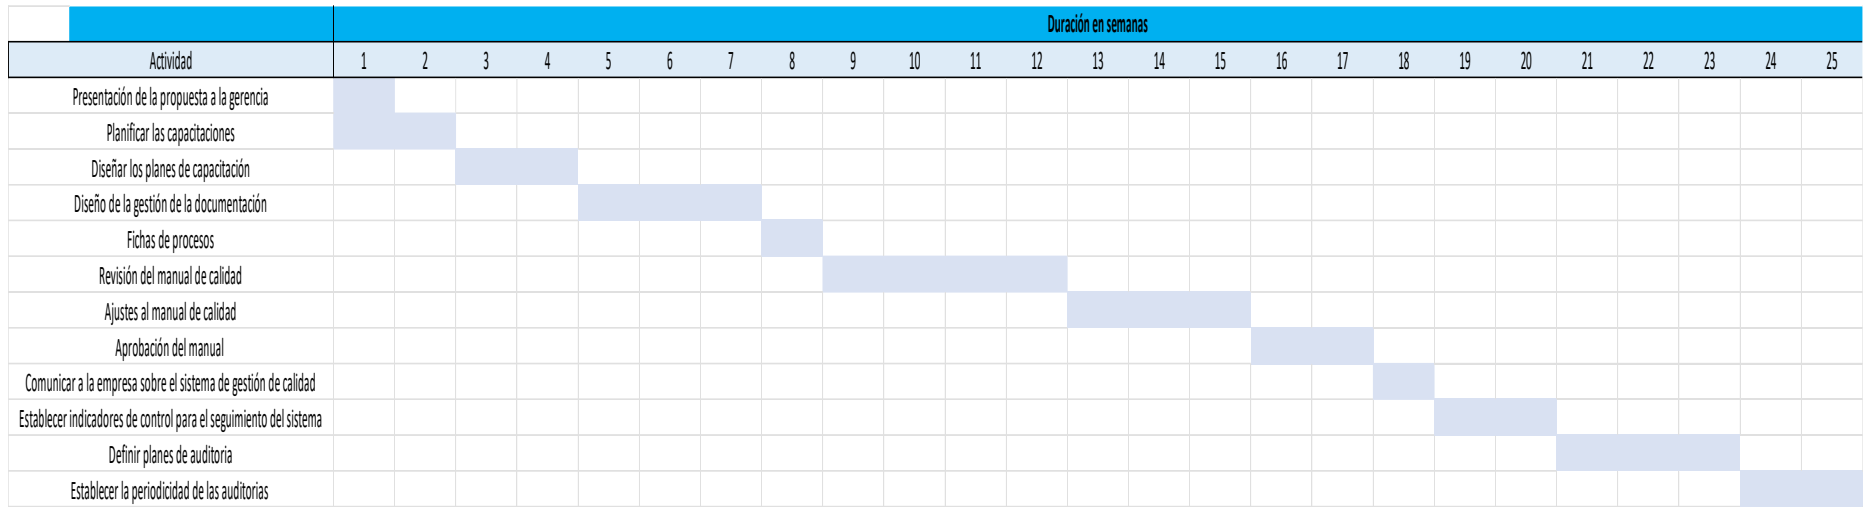 Duración en semanas
Actividad 1 2 3 4 5 6 7 8 9 10 11 12 13 14 15 16 17 18 19 20 21 22 23 24 25
Presentación de la propuesta a la gerencia
Planificar las capacitaciones
Diseñar los planes de capacitación
Diseño de la gestión de la documentación
Fichas de procesos
Revisión del manual de calidad
Ajustes al manual de calidad
Aprobación del manual
Comunicar a la empresa sobre el sistema de gestión de calidad
Establecer indicadores de control para el seguimiento del sistema
Definir planes de auditoria
Establecer la periodicidad de las auditorias